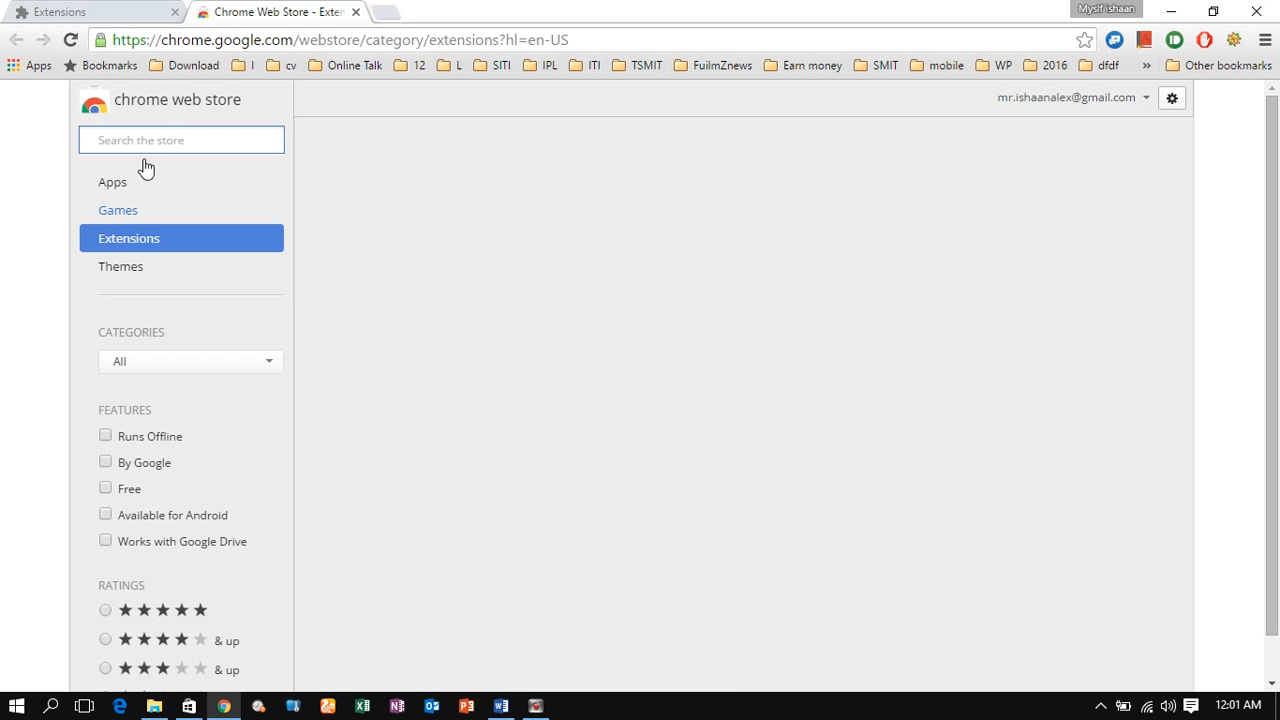 Extensions
Chrome Web Store - Exten
Myslf ishaan
https://chrome.google.com/webstore/category/extensions?hl=en-US
Apps
Bookmarks
Download
I
cv
Online Talk
12
L
SITI
IPL
ITI
TSMIT
FuilmZnews
Earn money
SMIT
mobile
WP
2016
dfdf
»
Other bookmarks
chrome web store
mr.ishaanalex@gmail.com
Search the store
Apps
Games
Extensions
Themes
CATEGORIES
All
FEATURES
Runs Offline
By Google
Free
Available for Android
Works with Google Drive
RATINGS
& up
& up
12:01 AM